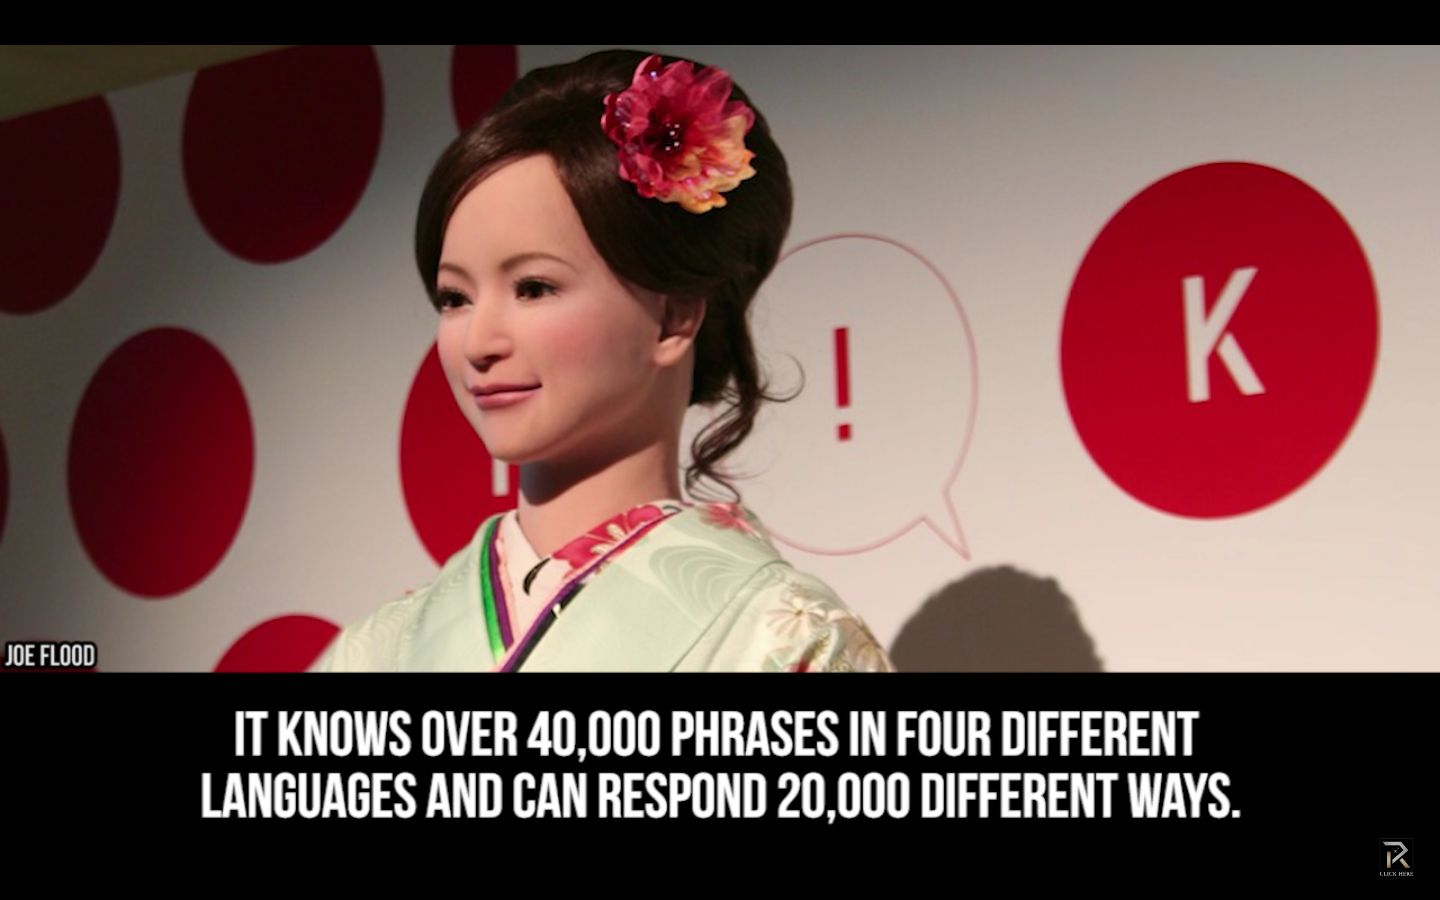 !
K
JOE FLOOD
IT KNOWS OVER 40,000 PHRASES IN FOUR DIFFERENT
LANGUAGES AND CAN RESPOND 20,000 DIFFERENT WAYS.
R
CLICK HERE